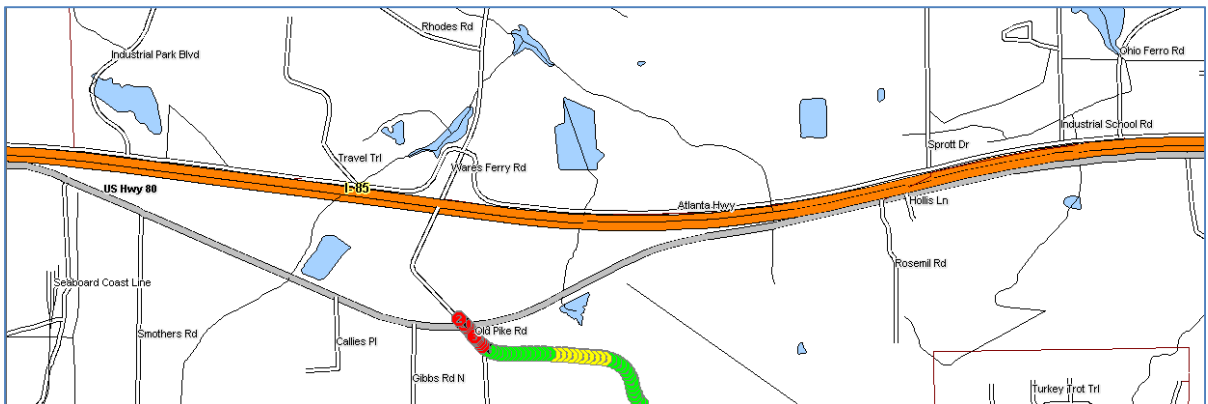 Rhodes Rd
Industrial Park Blvd
Ohio Ferro Rd
Industrial School Rd
Sprott Dr
Travel Trl
Wares Ferry Rd
I-85
US Hwy 80
Atlanta Hwy
Hollis Ln
Rosemil Rd
Seaboard Coast Line
Old Pike Rd
Smothers Rd
Callies Pl
Gibbs Rd N
Turkey Trot Trl